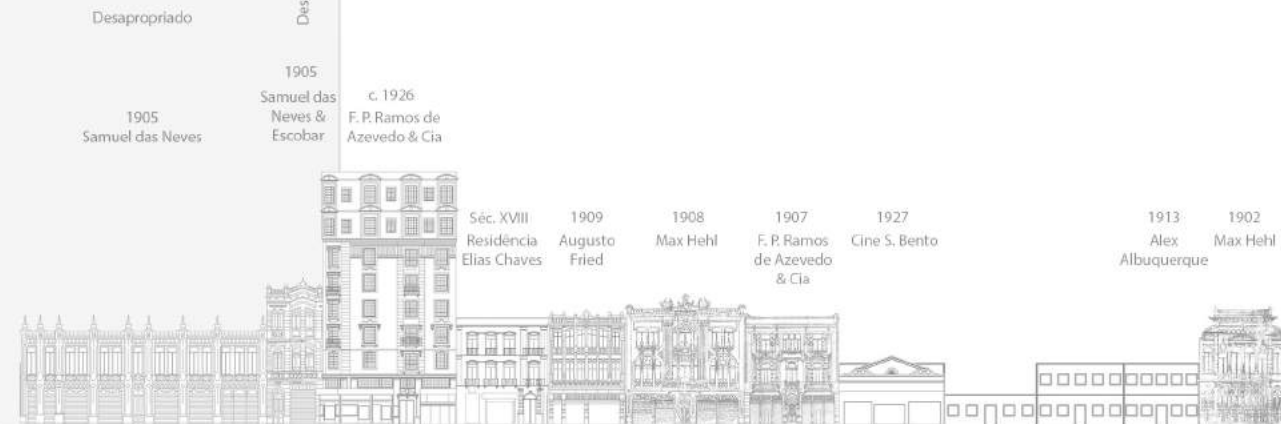 Desapropriado
Des
1905
Samuel das Neves
1905
Samuel das
Neves &
Escobar
c. 1926
F. P. Ramos de
Azevedo & Cia
Séc. XVIII
Residência
Elias Chaves
1909
Augusto
Fried
1908
Max Hehl
1907
F. P. Ramos
de Azevedo
& Cia
1927
Cine S. Bento
1913
Alex
Albuquerque
1902
Max Hehl